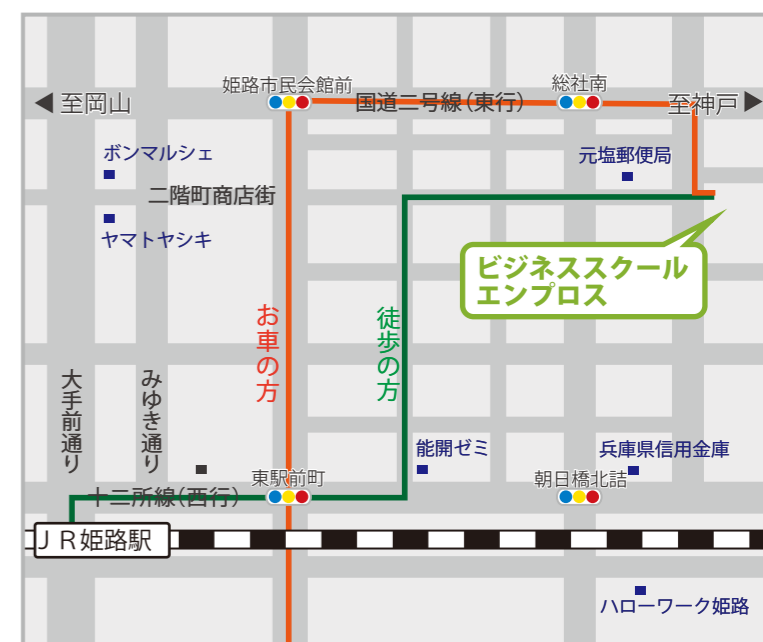 姫路市民会館前
総社南
◀至岡山
国道二号線（東行）
至神戸▶
ボンマルシェ
元塩郵便局
二階町商店街
ヤマトヤシキ
ビジネススクール
エンプロス
お車の方
徒歩の方
大手前通り
みゆき通り
能開ゼミ
兵庫県信用金庫
東駅前町
朝日橋北詰
十二所線（西行）
ＪＲ姫路駅
ハローワーク姫路